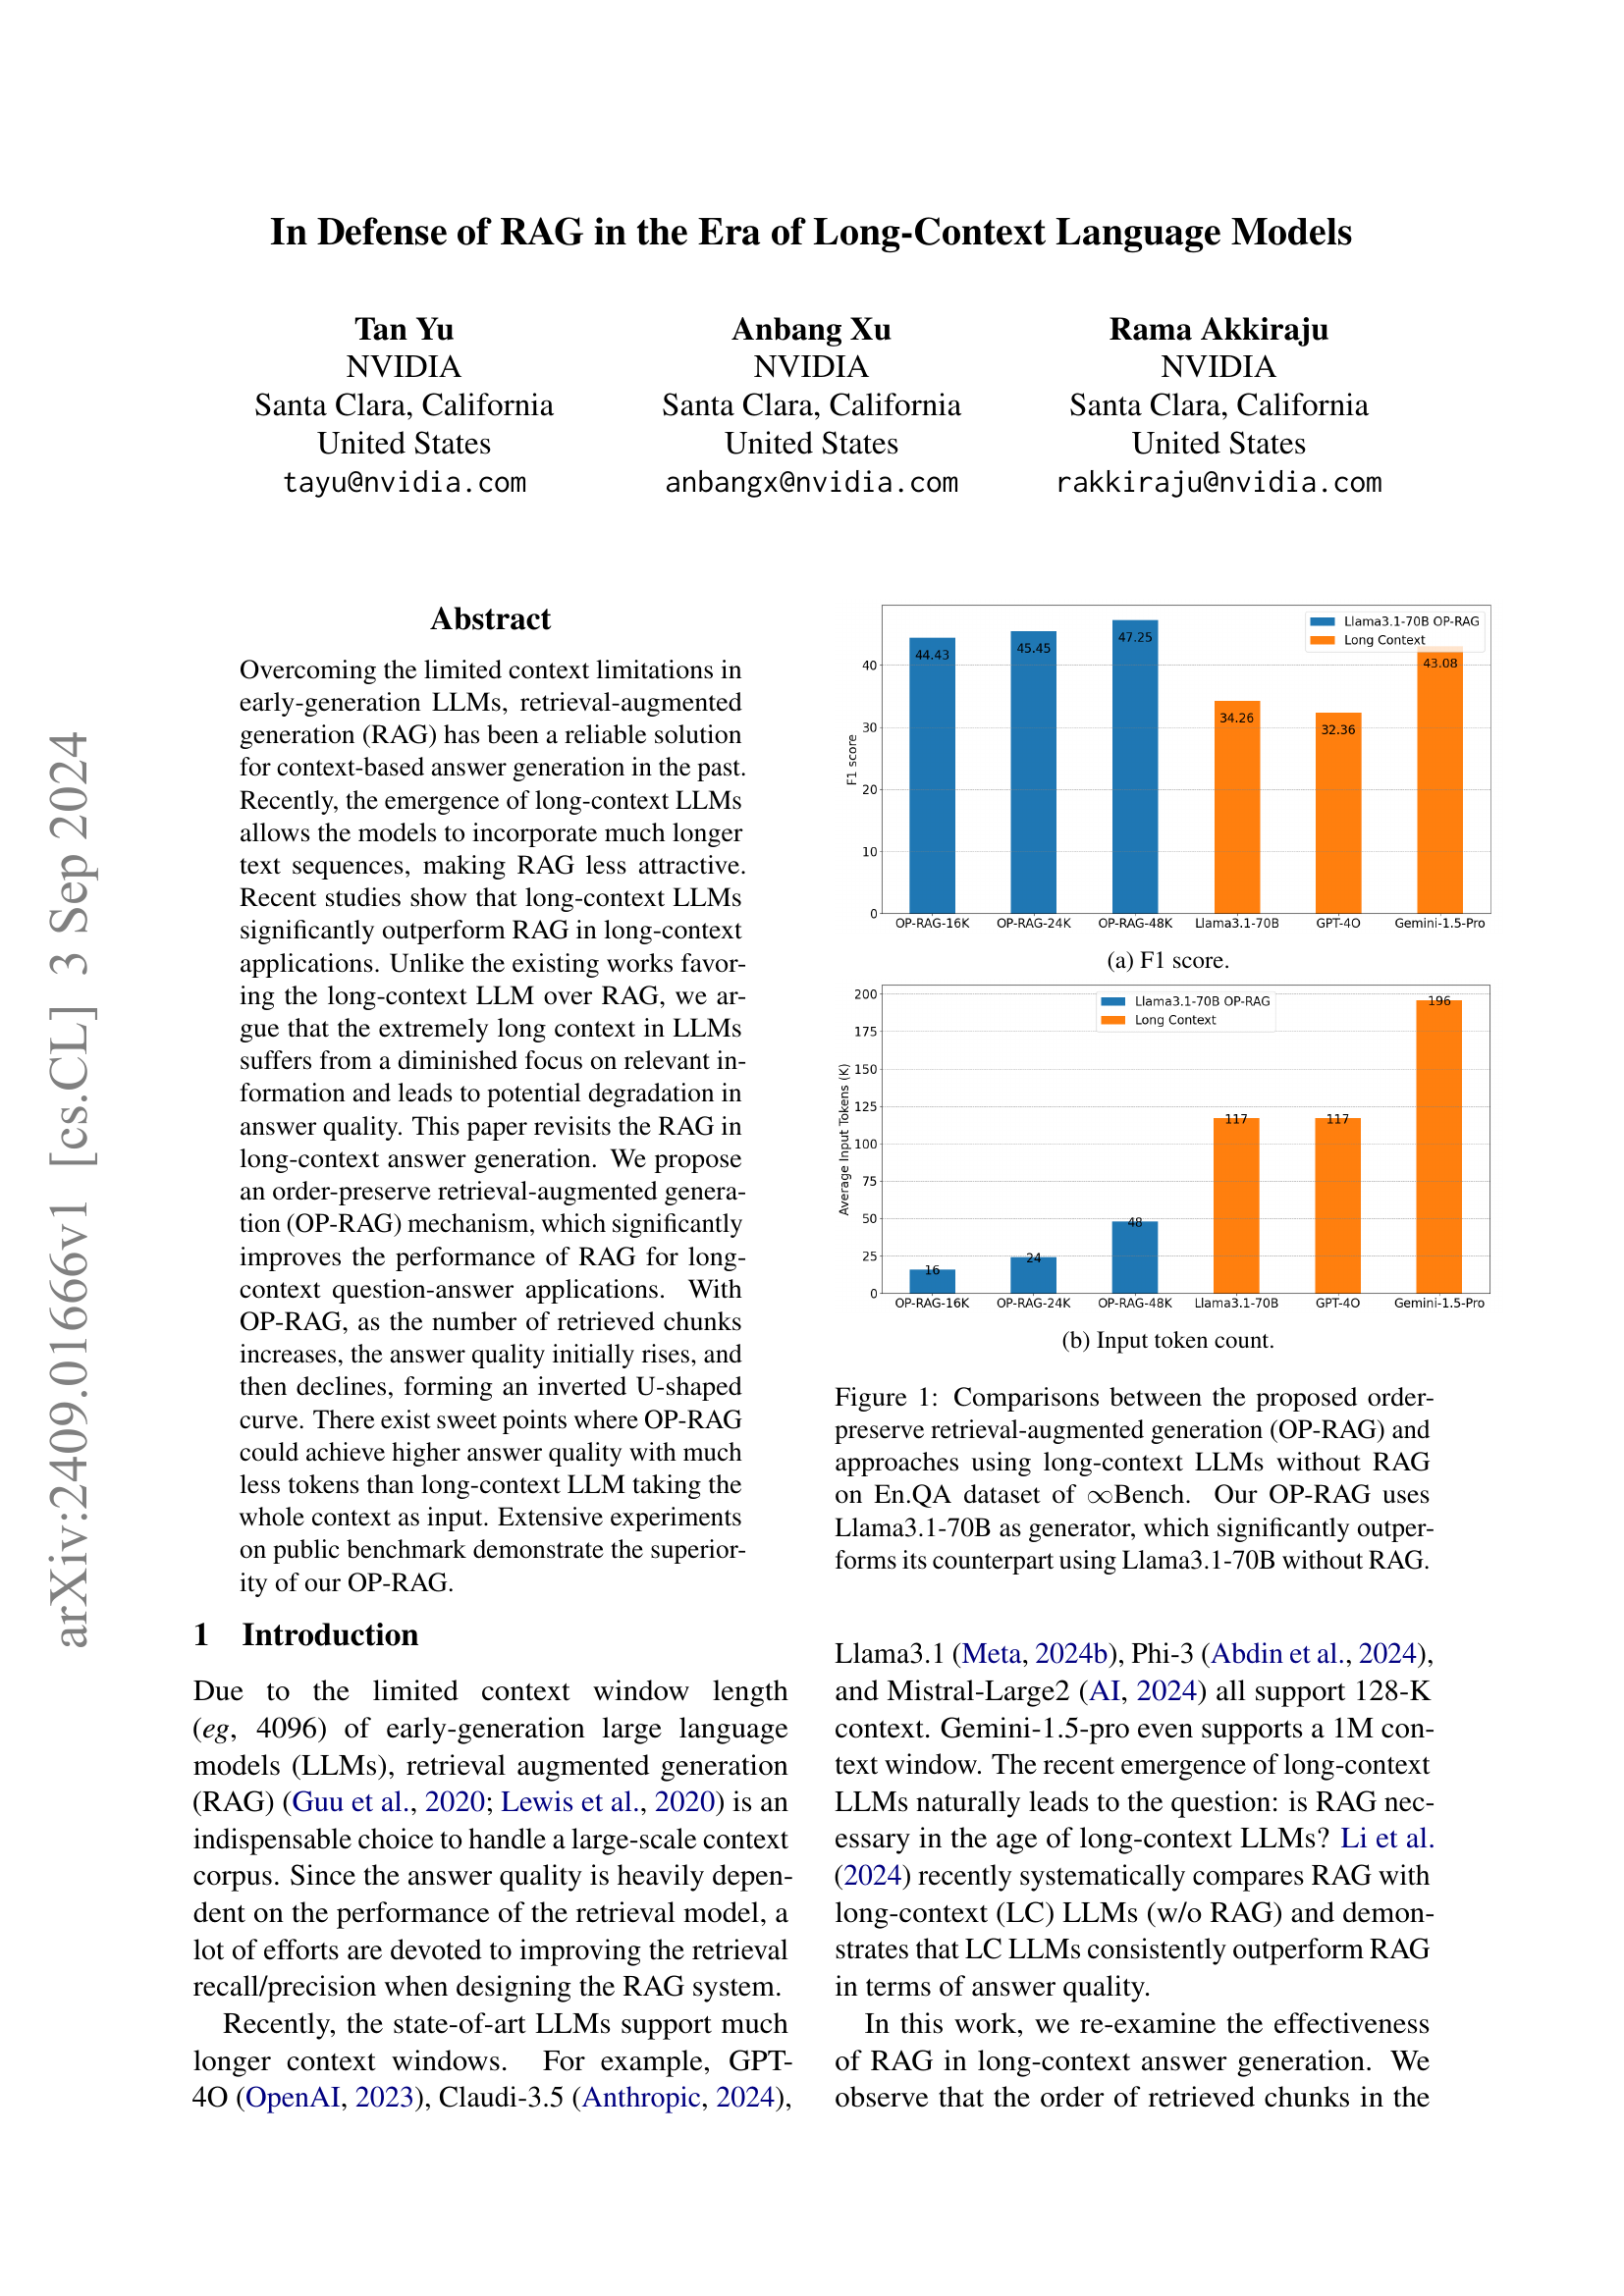 arXiv:2409.01666v1 [cs.CL] 3 Sep 2024
In Defense of RAG in the Era of Long-Context Language Models
Tan Yu
NVIDIA
Santa Clara, California
United States
tayu@nvidia.com
Anbang Xu
NVIDIA
Santa Clara, California
United States
anbangx@nvidia.com
Rama Akkiraju
NVIDIA
Santa Clara, California
United States
rakkiraju@nvidia.com
Abstract
Overcoming the limited context limitations in
early-generation LLMs, retrieval-augmented
generation (RAG) has been a reliable solution
for context-based answer generation in the past.
Recently, the emergence of long-context LLMs
allows the models to incorporate much longer
text sequences, making RAG less attractive.
Recent studies show that long-context LLMs
significantly outperform RAG in long-context
applications. Unlike the existing works favor-
ing the long-context LLM over RAG, we ar-
gue that the extremely long context in LLMs
suffers from a diminished focus on relevant in-
formation and leads to potential degradation in
answer quality. This paper revisits the RAG in
long-context answer generation. We propose
an order-preserve retrieval-augmented genera-
tion (OP-RAG) mechanism, which significantly
improves the performance of RAG for long-
context question-answer applications. With
OP-RAG, as the number of retrieved chunks
increases, the answer quality initially rises, and
then declines, forming an inverted U-shaped
curve. There exist sweet points where OP-RAG
could achieve higher answer quality with much
less tokens than long-context LLM taking the
whole context as input. Extensive experiments
on public benchmark demonstrate the superior-
ity of our OP-RAG.
1 Introduction
Due to the limited context window length
(eg, 4096) of early-generation large language
models (LLMs), retrieval augmented generation
(RAG) (Guu et al., 2020; Lewis et al., 2020) is an
indispensable choice to handle a large-scale context
corpus. Since the answer quality is heavily depen-
dent on the performance of the retrieval model, a
lot of efforts are devoted to improving the retrieval
recall/precision when designing the RAG system.
Recently, the state-of-art LLMs support much
longer context windows. For example, GPT-
4O (OpenAI, 2023), Claudi-3.5 (Anthropic, 2024),
F1 score
40
30
20
10
0
44.43
45.45
47.25
34.26
32.36
43.08
Llama3.1-70B OP-RAG
Long Context
OP-RAG-16K
OP-RAG-24K
OP-RAG-48K
Llama3.1-70B
GPT-4O
Gemini-1.5-Pro
(a) F1 score.
Average Input Tokens (K)
200
175
150
125
100
75
50
25
0
16
24
48
117
117
196
Llama3.1-70B OP-RAG
Long Context
OP-RAG-16K
OP-RAG-24K
OP-RAG-48K
Llama3.1-70B
GPT-4O
Gemini-1.5-Pro
(b) Input token count.
Figure 1: Comparisons between the proposed order-
preserve retrieval-augmented generation (OP-RAG) and
approaches using long-context LLMs without RAG
on En.QA dataset of ∞Bench. Our OP-RAG uses
Llama3.1-70B as generator, which significantly outper-
forms its counterpart using Llama3.1-70B without RAG.
Llama3.1 (Meta, 2024b), Phi-3 (Abdin et al., 2024),
and Mistral-Large2 (AI, 2024) all support 128-K
context. Gemini-1.5-pro even supports a 1M con-
text window. The recent emergence of long-context
LLMs naturally leads to the question: is RAG nec-
essary in the age of long-context LLMs? Li et al.
(2024) recently systematically compares RAG with
long-context (LC) LLMs (w/o RAG) and demon-
strates that LC LLMs consistently outperform RAG
in terms of answer quality.
In this work, we re-examine the effectiveness
of RAG in long-context answer generation. We
observe that the order of retrieved chunks in the